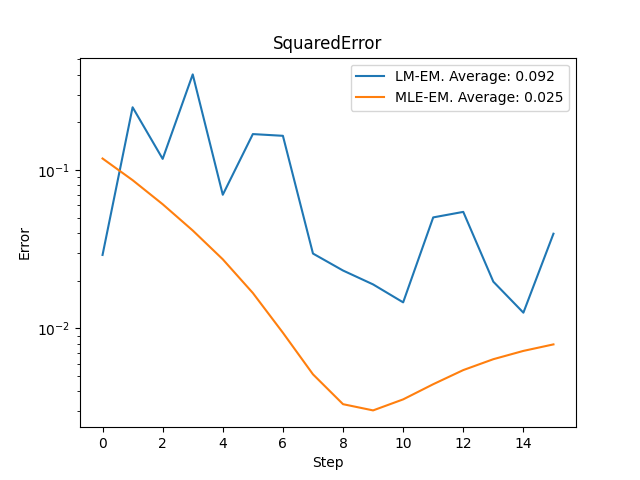 SquaredError
LM-EM. Average: 0.092
MLE-EM. Average: 0.025
10⁻¹
10⁻²
Error
0 2 4 6 8 10 12 14
Step